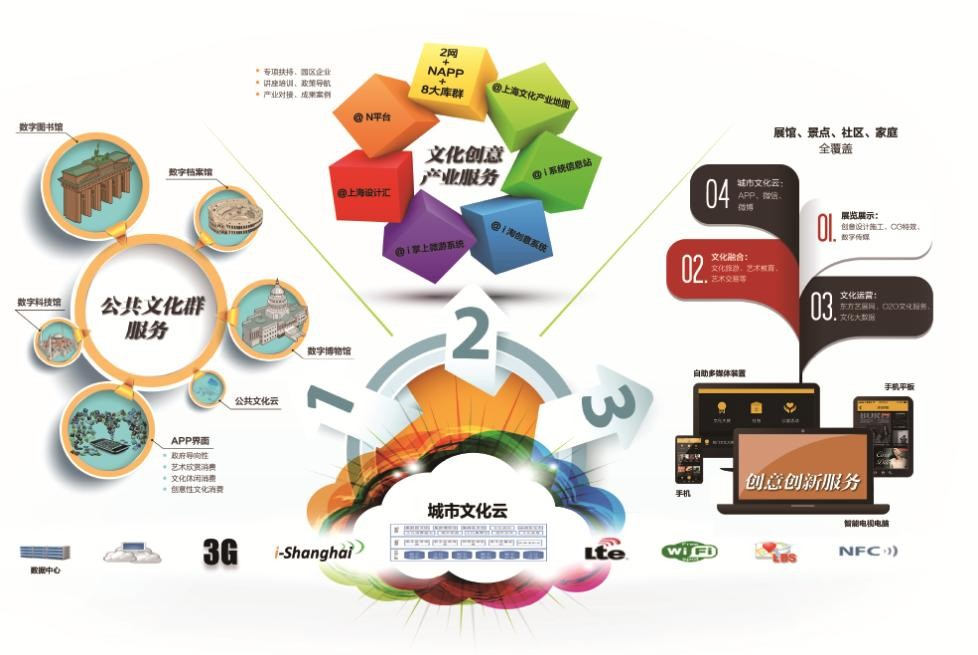 专项扶持、园区企业
讲座培训、政策导航
产业对接、成果案例
2网
+
NAPP
+
8大库群
@上海文化产业地图
@ i 系统信息站
@ i 淘创意系统
@ i 掌上微游系统
@上海设计汇
@ N平台
文化创意
产业服务
数字图书馆
数字档案馆
数字科技馆
数字博物馆
公共文化云
公共文化群
服务
APP界面
政府导向性
艺术欣赏消费
文化休闲消费
创意性文化消费
展馆、景点、社区、家庭
全覆盖
04
城市文化云:
APP、微信、
微博
01.
展览展示:
创意设计施工、CG特效、
数字传媒
02.
文化融合:
文化旅游、艺术教育、
艺术交易等
03.
文化运营:
东方艺展网、O2O文化服务、
文化大数据
自助多媒体装置
手机平板
手机
创意创新服务
智能电视电脑
1
2
3
城市文化云
数据中心
3G
i-Shanghai
Lte
Free
WiFi
spot
LBS
NFC